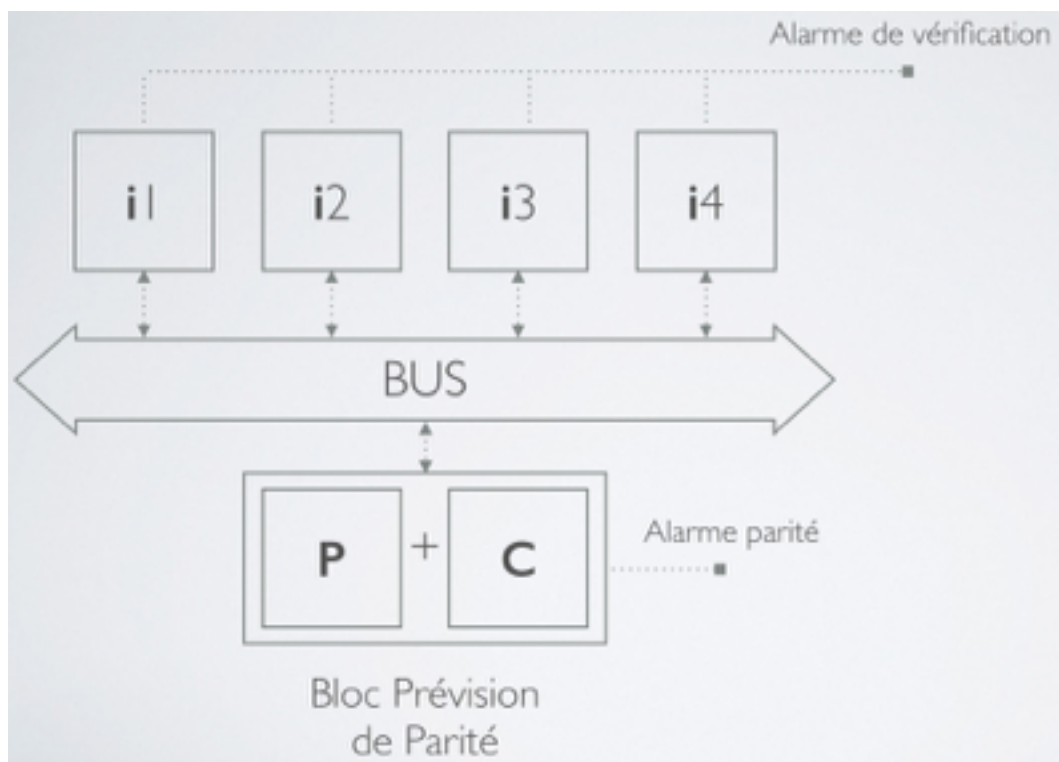 Alarme de vérification
i1
i2
i3
i4
BUS
P + C
Alarme parité
Bloc Prévision
de Parité